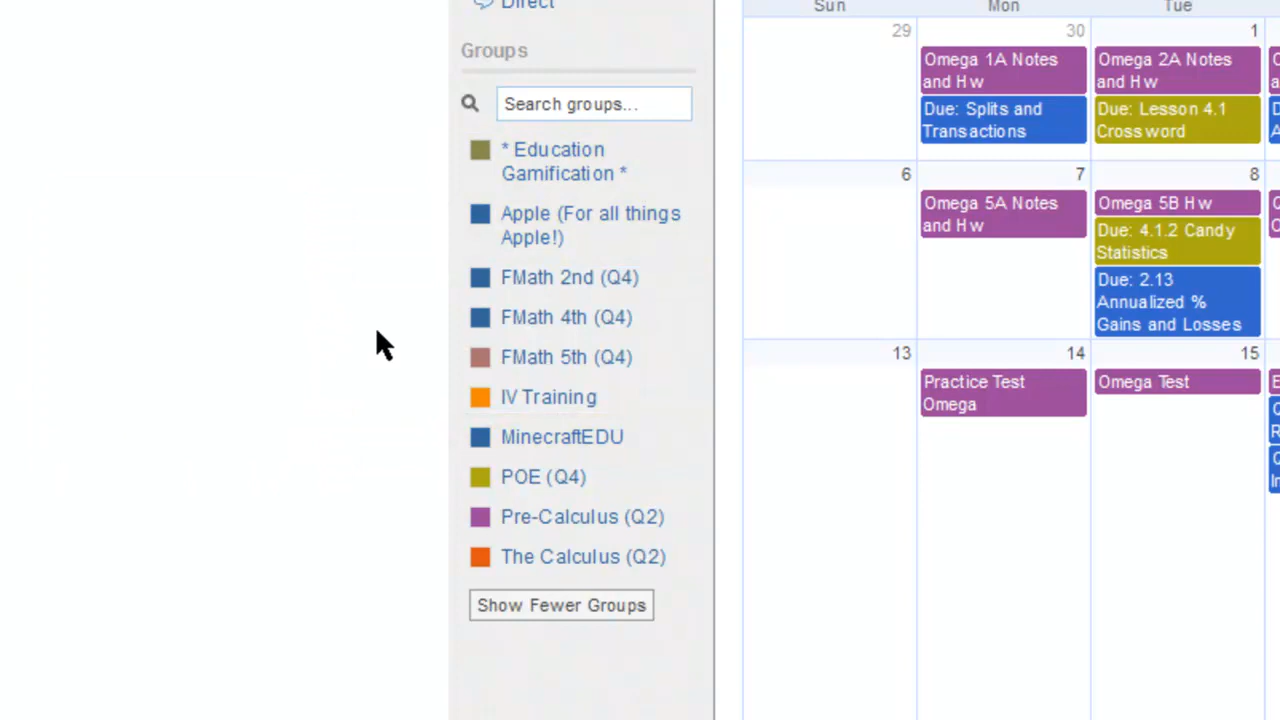 Direct
Groups
Search groups...
* Education
Gamification *
Apple (For all things
Apple!)
FMath 2nd (Q4)
FMath 4th (Q4)
FMath 5th (Q4)
IV Training
MinecraftEDU
POE (Q4)
Pre-Calculus (Q2)
The Calculus (Q2)
Show Fewer Groups
Sun Mon Tue
29 30 1
Omega 1A Notes
and Hw
Due: Splits and
Transactions
Omega 2A Notes
and Hw
Due: Lesson 4.1
Crossword
6 7 8
Omega 5A Notes
and Hw
Omega 5B Hw
Due: 4.1.2 Candy
Statistics
Due: 2.13
Annualized %
Gains and Losses
13 14 15
Practice Test
Omega
Omega Test